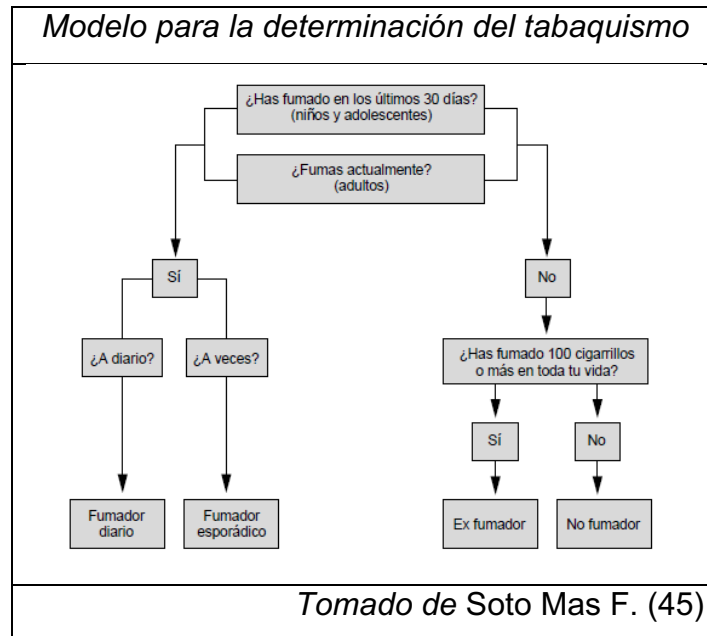 Modelo para la determinación del tabaquismo
¿Has fumado en los últimos 30 días?
(niños y adolescentes)
¿Fumas actualmente?
(adultos)
Sí
No
¿A diario?
¿A veces?
¿Has fumado 100 cigarrillos
o más en toda tu vida?
Sí
No
Fumador
diario
Fumador
esporádico
Ex fumador
No fumador
Tomado de Soto Mas F. (45)